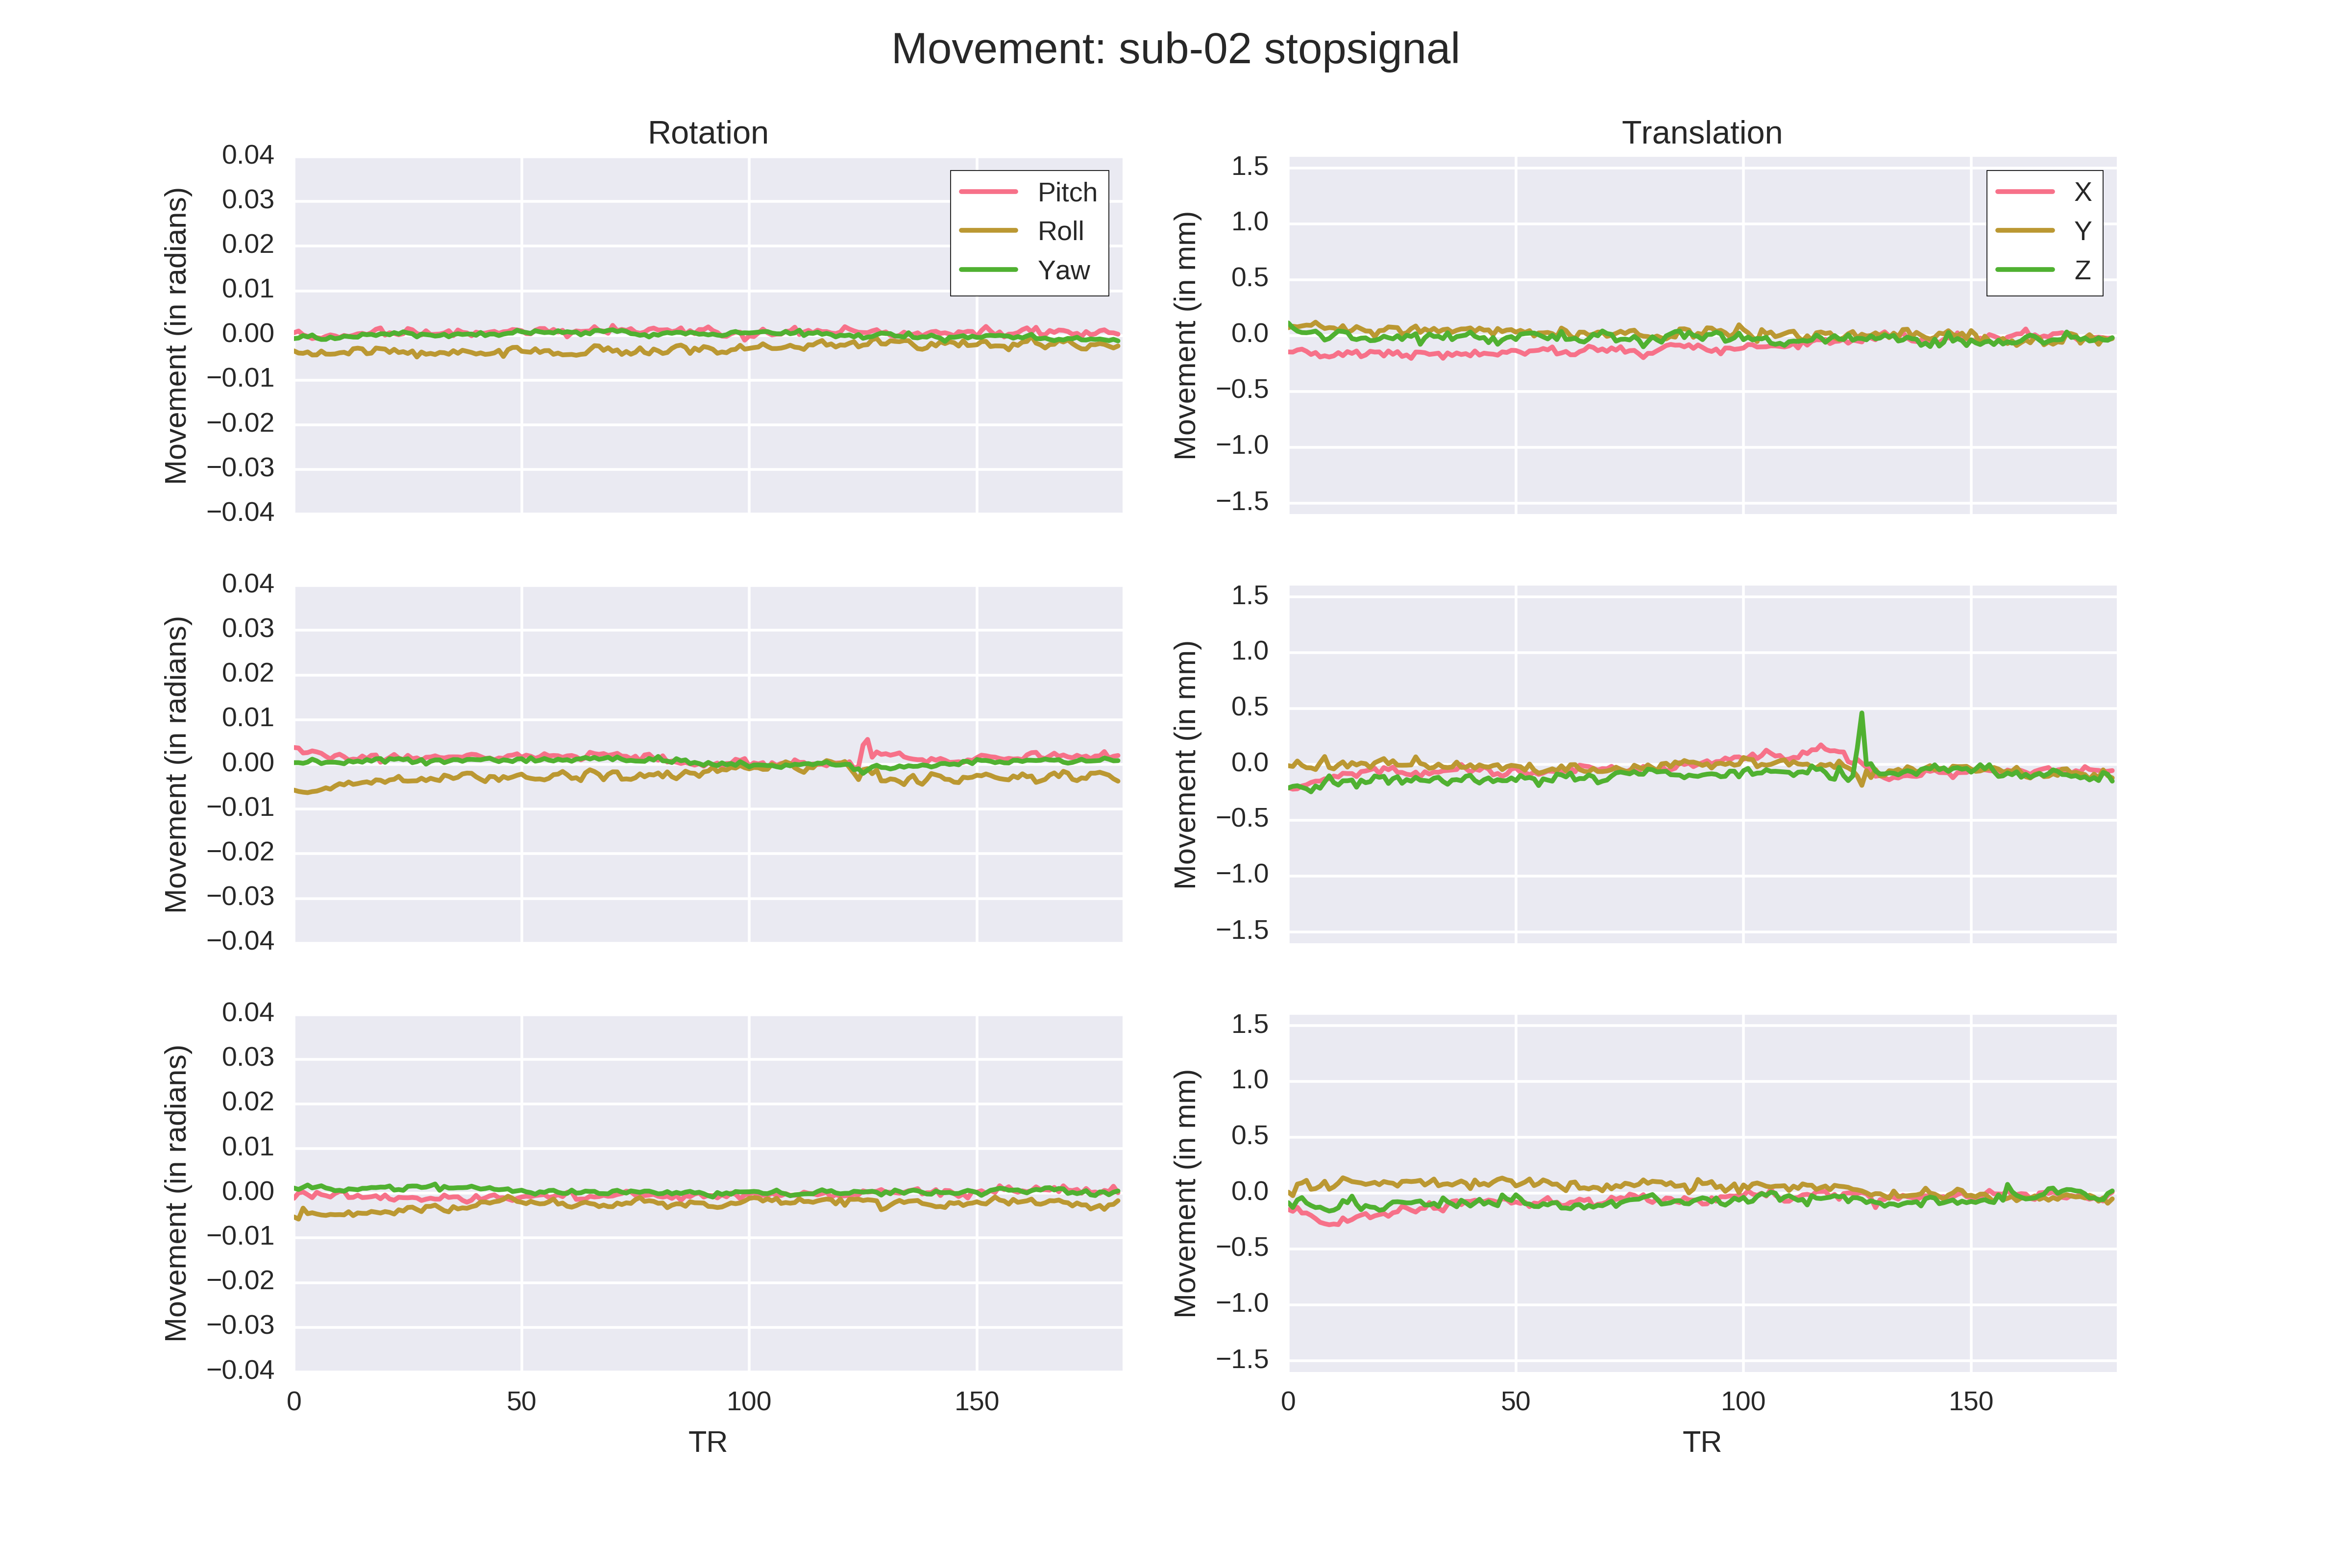 Movement: sub-02 stopsignal
Rotation
Translation
Movement (in radians)
0.04
0.03
0.02
0.01
0.00
−0.01
−0.02
−0.03
−0.04
Pitch
Roll
Yaw
Movement (in mm)
1.5
1.0
0.5
0.0
−0.5
−1.0
−1.5
X
Y
Z
Movement (in radians)
0.04
0.03
0.02
0.01
0.00
−0.01
−0.02
−0.03
−0.04
Movement (in mm)
1.5
1.0
0.5
0.0
−0.5
−1.0
−1.5
Movement (in radians)
0.04
0.03
0.02
0.01
0.00
−0.01
−0.02
−0.03
−0.04
0 50 100 150
TR
Movement (in mm)
1.5
1.0
0.5
0.0
−0.5
−1.0
−1.5
0 50 100 150
TR